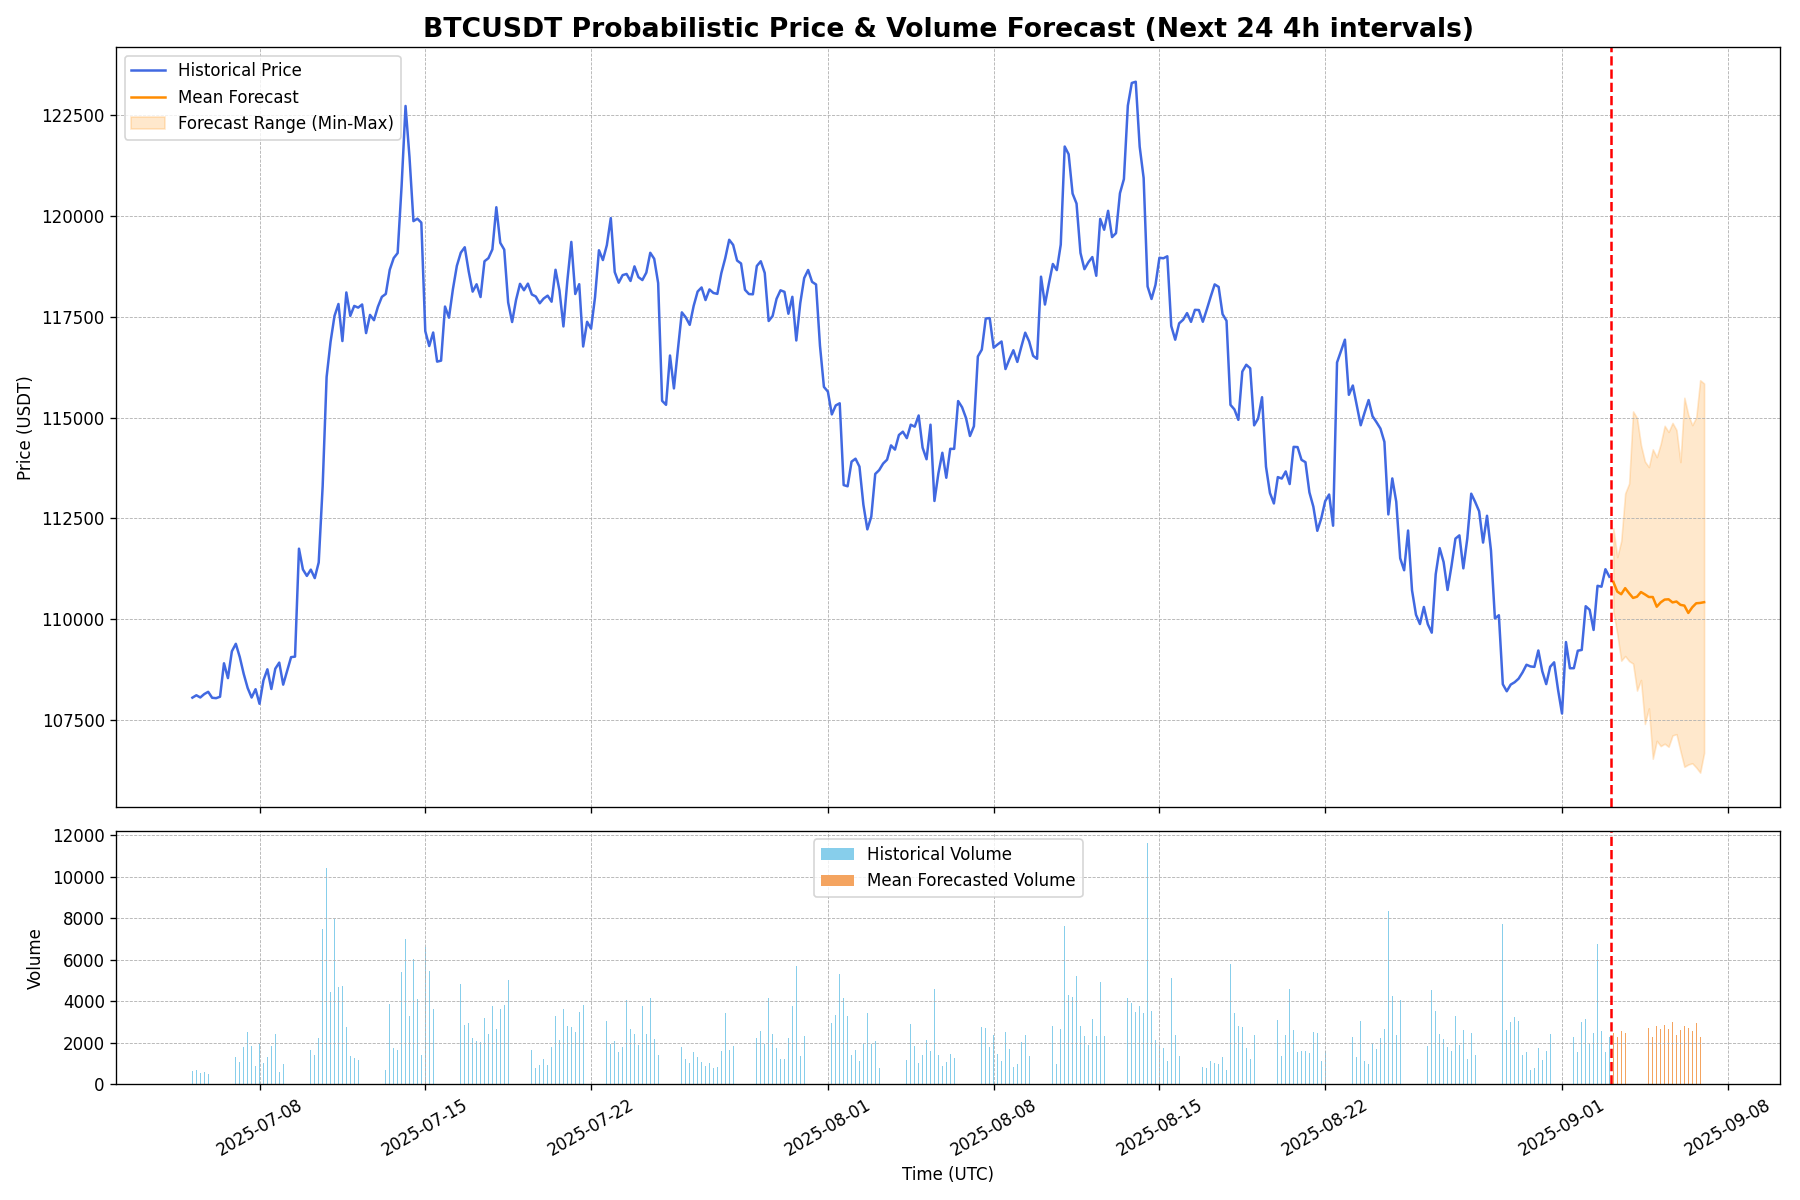 BTCUSDT Probabilistic Price & Volume Forecast (Next 24 4h intervals)
Historical Price
Mean Forecast
Forecast Range (Min-Max)
122500
120000
117500
115000
112500
110000
107500
Price (USDT)
Historical Volume
Mean Forecasted Volume
12000
10000
8000
6000
4000
2000
0
Volume
2025-07-08
2025-07-15
2025-07-22
2025-08-01
2025-08-08
2025-08-15
2025-08-22
2025-09-01
2025-09-08
Time (UTC)